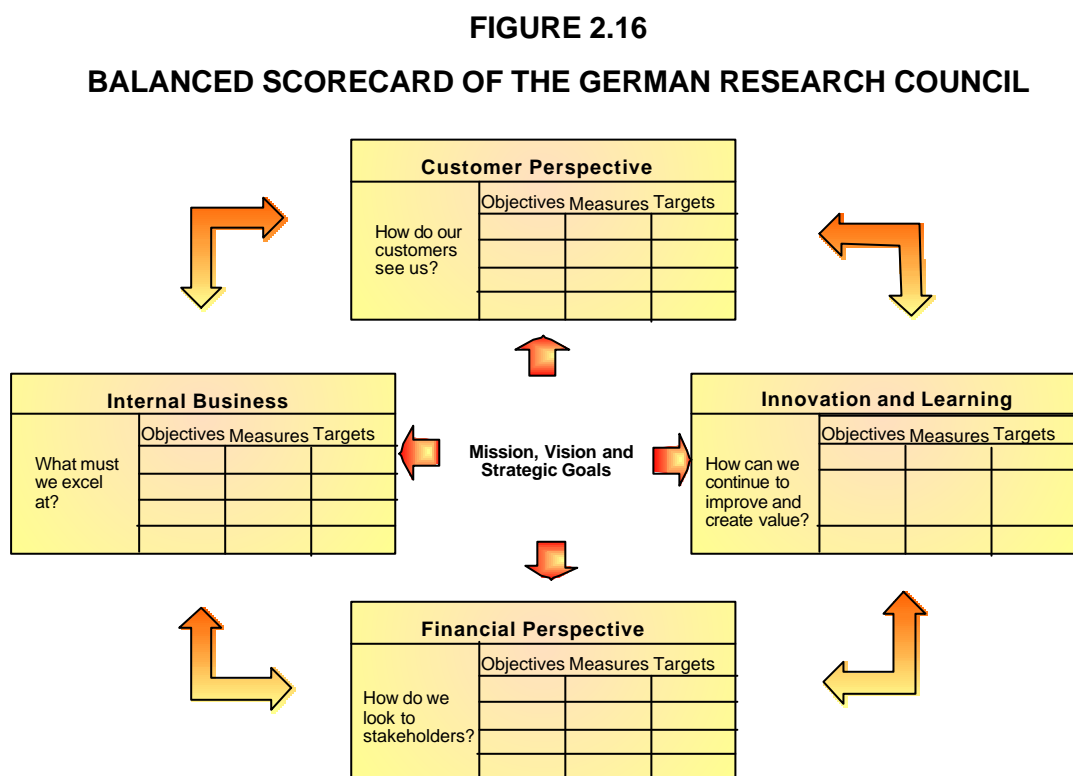 FIGURE 2.16
BALANCED SCORECARD OF THE GERMAN RESEARCH COUNCIL
Customer Perspective
Objectives Measures Targets
How do our
customers
see us?
Internal Business
Objectives Measures Targets
What must
we excel
at?
Mission, Vision and
Strategic Goals
Innovation and Learning
Objectives Measures Targets
How can we
continue to
improve and
create value?
Financial Perspective
Objectives Measures Targets
How do we
look to
stakeholders?